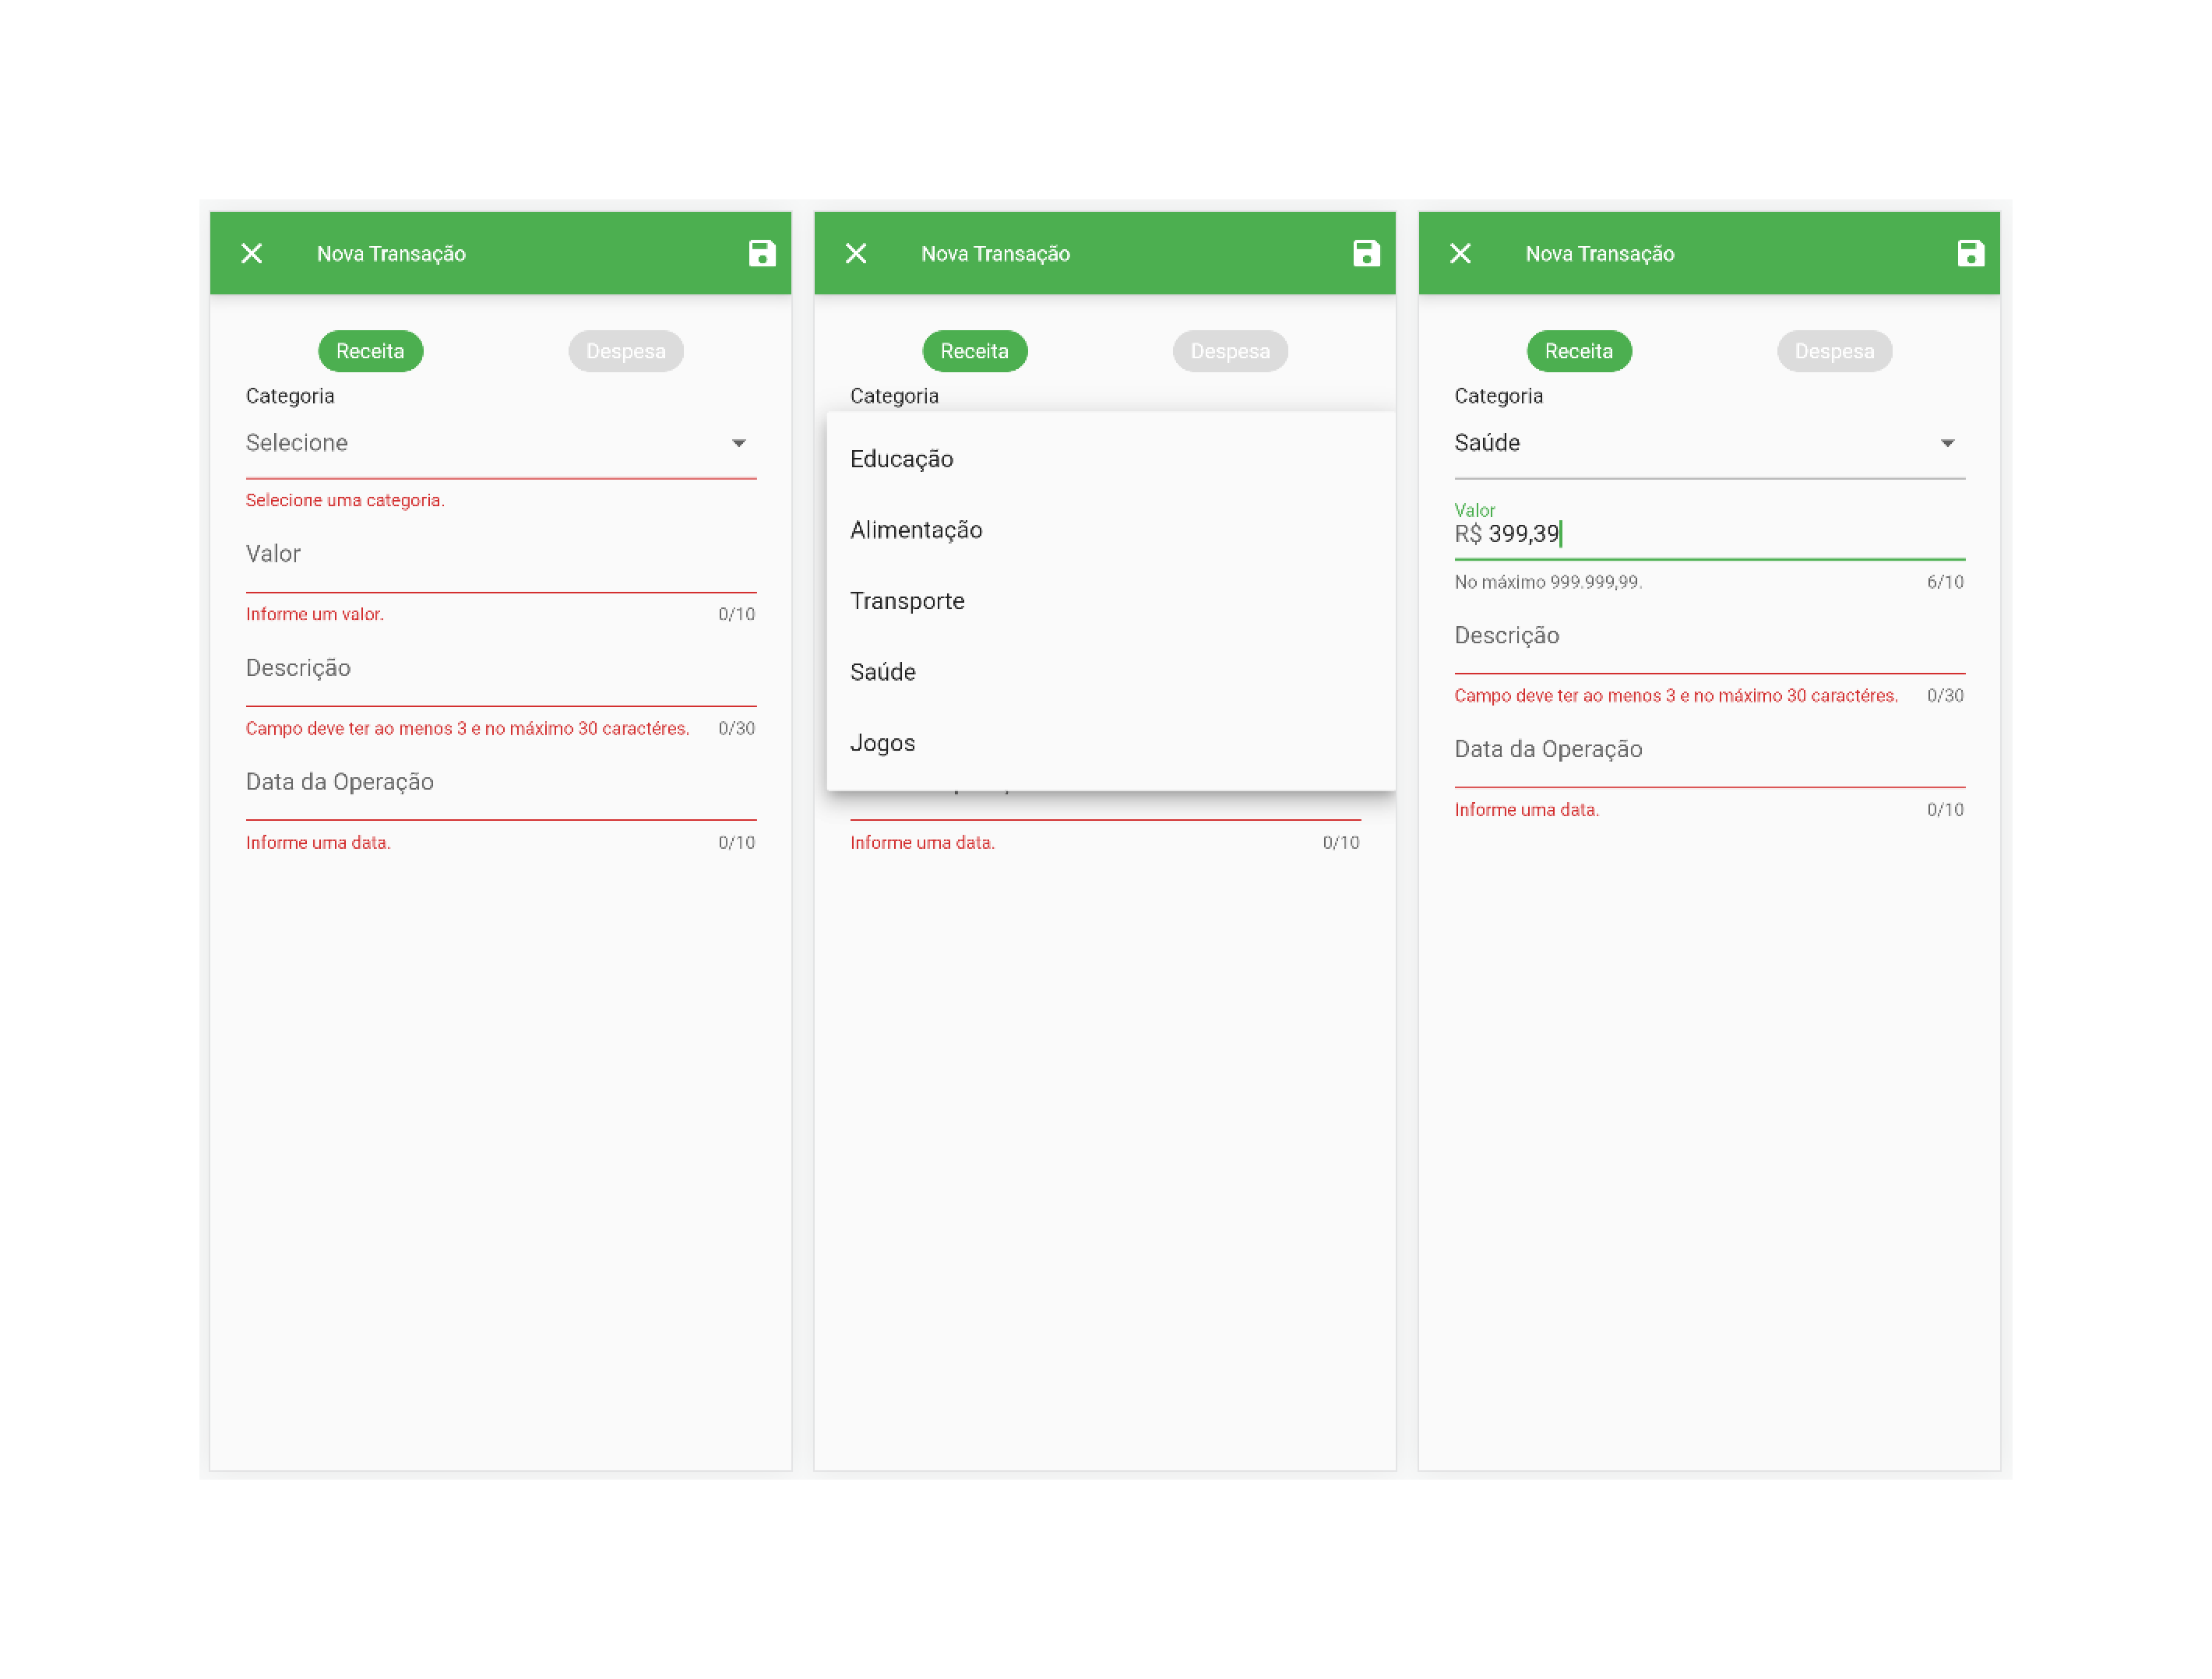 Nova Transação
Receita
Despesa
Categoria
Selecione
Selecione uma categoria.
Valor
Informe um valor.
0/10
Descrição
Campo deve ter ao menos 3 e no máximo 30 caractéres.
0/30
Data da Operação
Informe uma data.
0/10
Nova Transação
Receita
Despesa
Categoria
Educação
Alimentação
Transporte
Saúde
Jogos
Informe uma data.
0/10
Nova Transação
Receita
Despesa
Categoria
Saúde
Valor
R$ 399,39
No máximo 999.999,99.
6/10
Descrição
Campo deve ter ao menos 3 e no máximo 30 caractéres.
0/30
Data da Operação
Informe uma data.
0/10